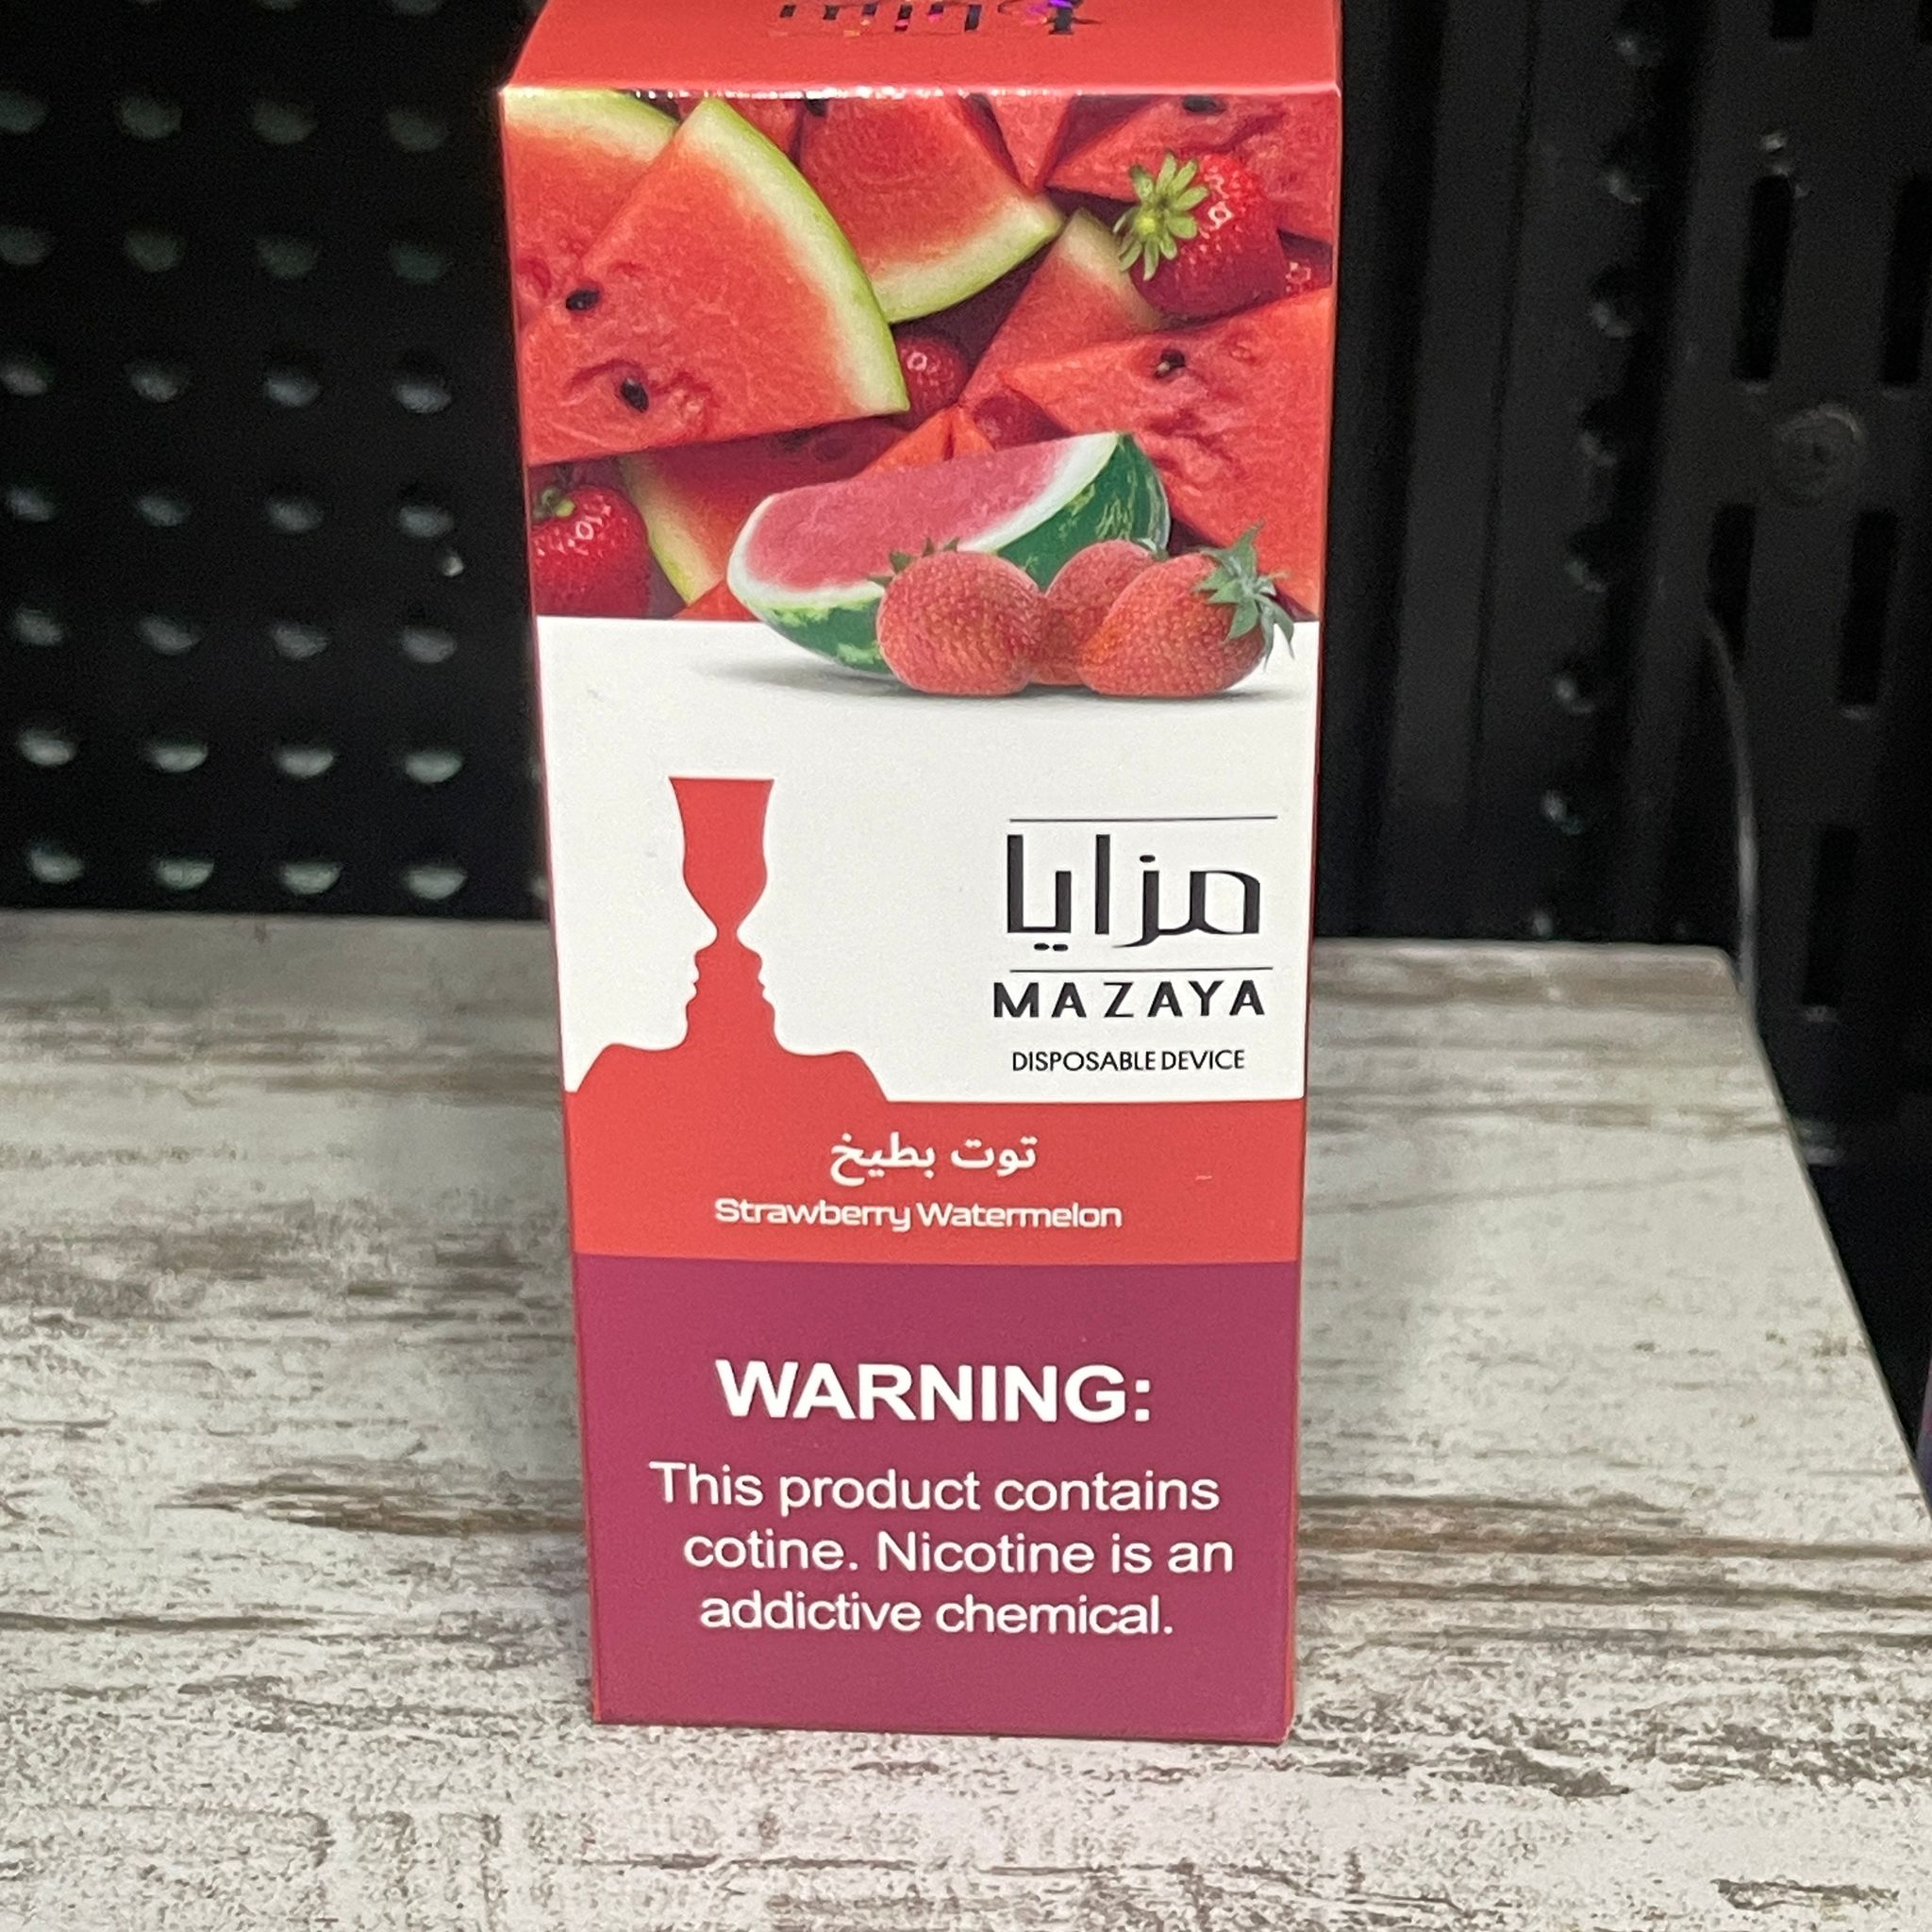 مزايا
MAZAYA
DISPOSABLE DEVICE
توت بطيخ
Strawberry Watermelon
WARNING:
This product contains
cotine. Nicotine is an
addictive chemical.